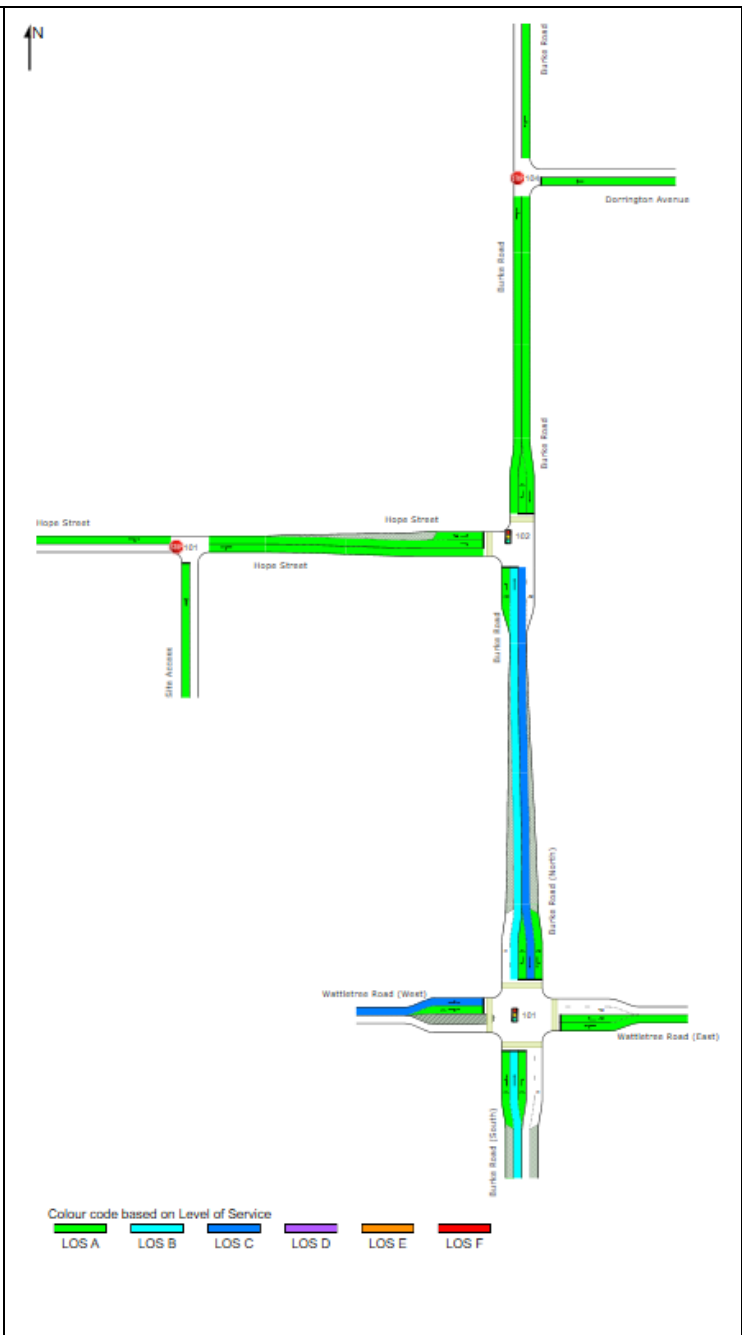 N
Burke Road
104
Dorrington Avenue
Burke Road
Burke Road
Hope Street
Hope Street
102
101
Hope Street
Burke Road
Site Access
Burke Road (North)
Wattletree Road (West)
101
Wattletree Road (East)
Burke Road (South)
Colour code based on Level of Service
LOS A LOS B LOS C LOS D LOS E LOS F